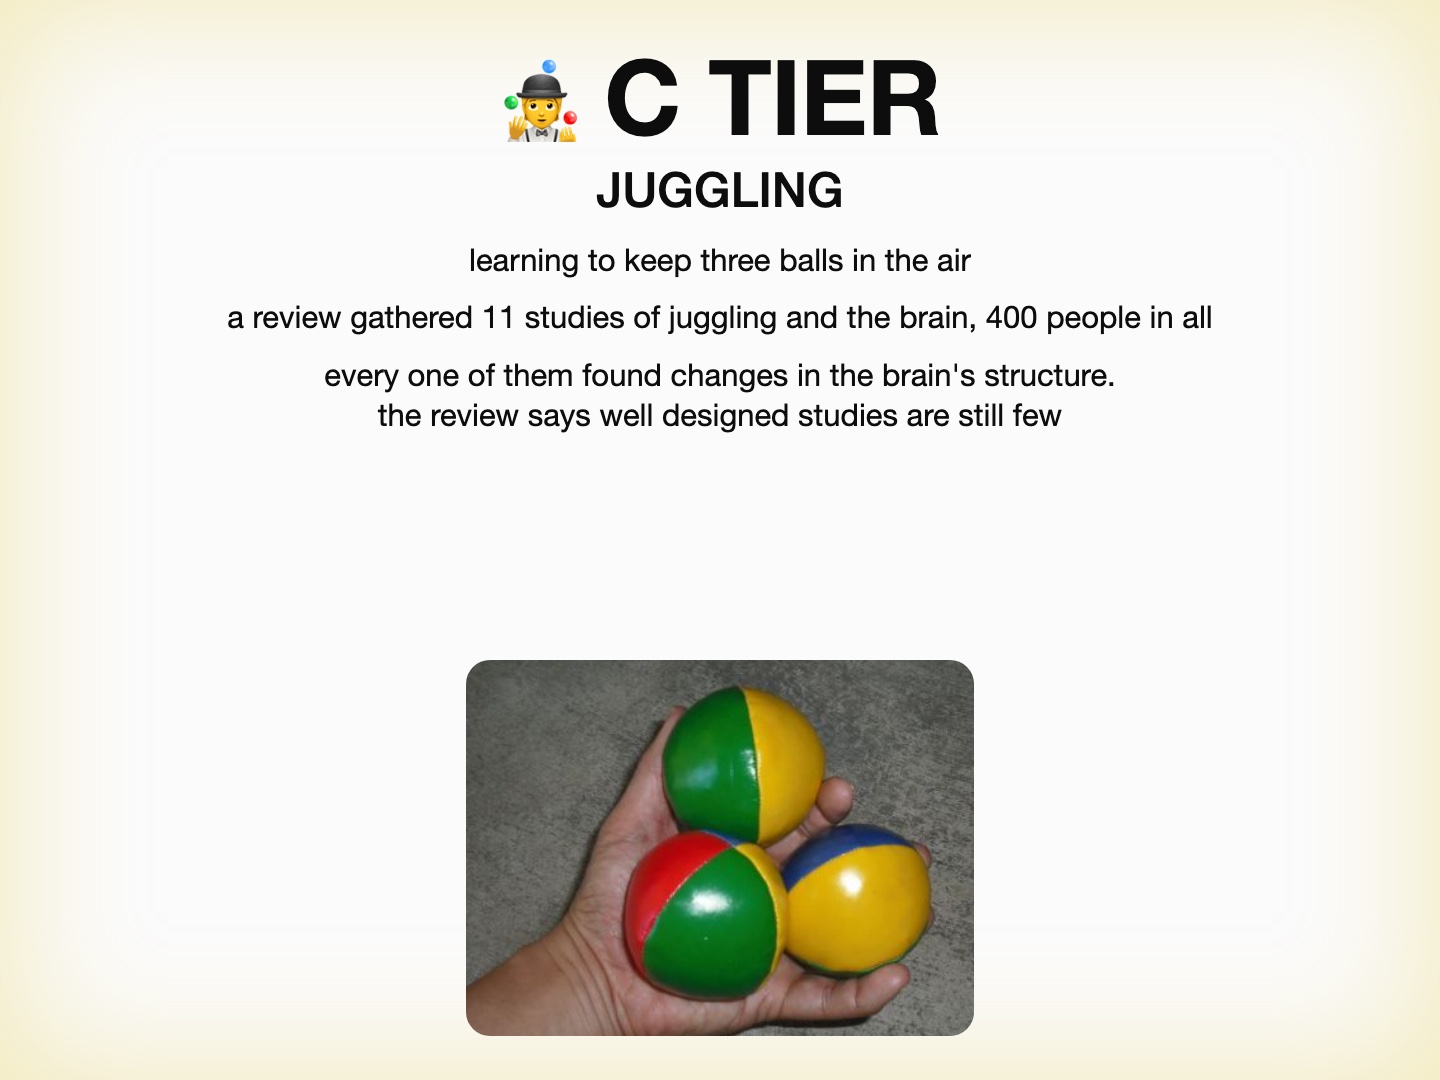 🤹 C TIER
JUGGLING
learning to keep three balls in the air
a review gathered 11 studies of juggling and the brain, 400 people in all
every one of them found changes in the brain's structure.
the review says well designed studies are still few